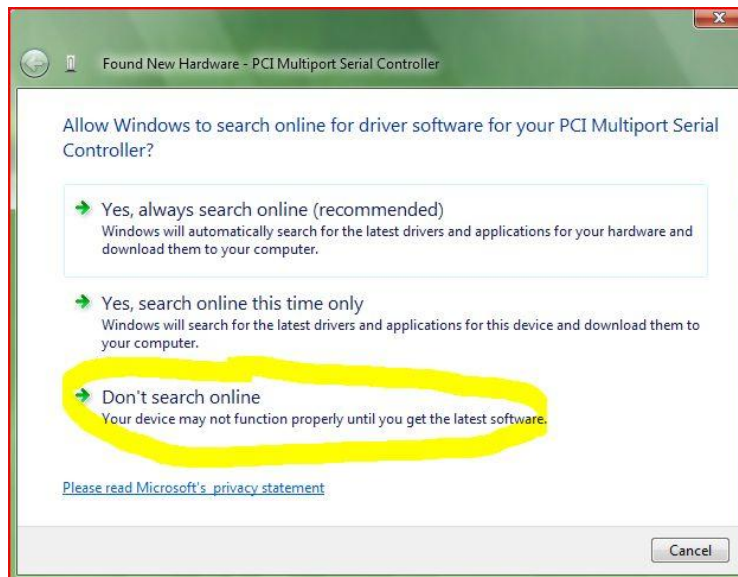 Found New Hardware - PCI Multiport Serial Controller
Allow Windows to search online for driver software for your PCI Multiport Serial
Controller?
Yes, always search online (recommended)
Windows will automatically search for the latest drivers and applications for your hardware and
download them to your computer.
Yes, search online this time only
Windows will search for the latest drivers and applications for this device and download them to
your computer.
Don't search online
Your device may not function properly until you get the latest software.
Please read Microsoft's privacy statement
Cancel